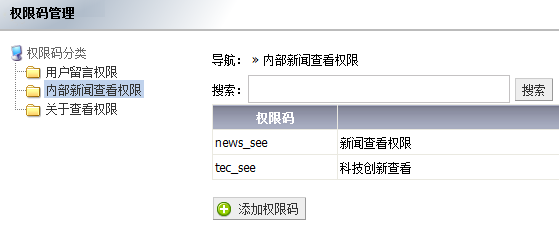 权限码管理
权限码分类
用户留言权限
内部新闻查看权限
关于查看权限
导航： » 内部新闻查看权限
搜索： 搜索
权限码
news_see 新闻查看权限
tec_see 科技创新查看
添加权限码